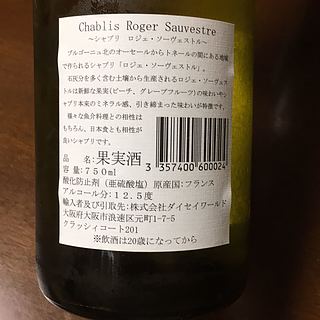 Chablis Roger Sauvestre
〜シャブリ ロジェ・ソーヴェストル〜
ブルゴーニュ北のオーセールからトネールの間にある地域
で作られるシャブリ「ロジェ・ソーヴェストル」。
石灰分を多く含む土壌から生産されるロジェ・ソーヴェス
トルは新鮮な果実(ピーチ、グレープフルーツ)の味わいや
シャブリ本来のミネラル感、引き締まった味わいが特徴です。
様々な魚介料理との相性は
もちろん、日本食とも相性が
良いシャブリです。
品名:果実酒
容量:750ml
3 357400 600024
酸化防止剤(亜硫酸塩)原産国:フランス
アルコール分:12.5度
輸入者及び引取先:株式会社ダイセイワールド
大阪府大阪市浪速区元町1-7-5
クラッシィコート201
※飲酒は20歳になってから